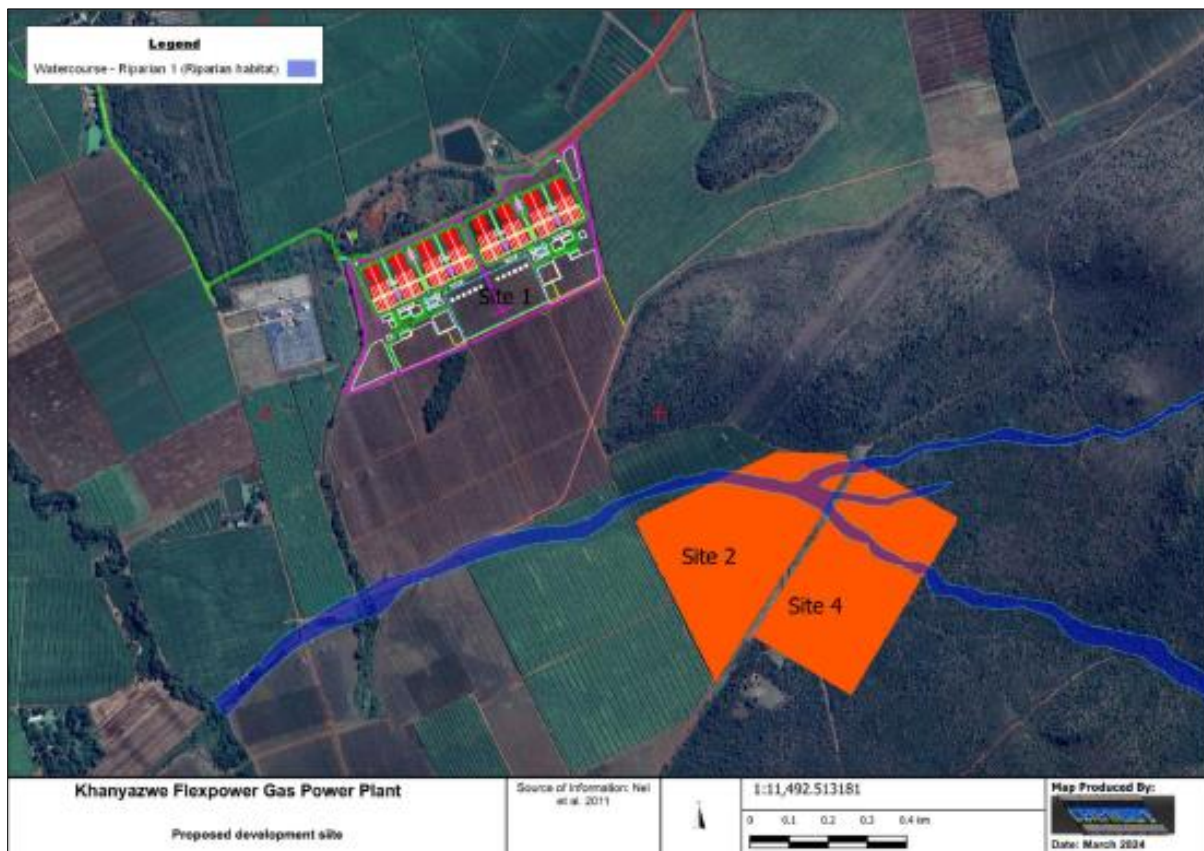 Legend
Watercourse - Riparian 1 (Riparian habitat)
Site 1
Site 2
Site 4
Khanyazwe Flexpower Gas Power Plant
Proposed development siite
Source of Information: Nel
et al. 2011
1:11,492.513181
0 0.1 0.2 0.3 0.4 km
Map Produced By:
Date: March 2024